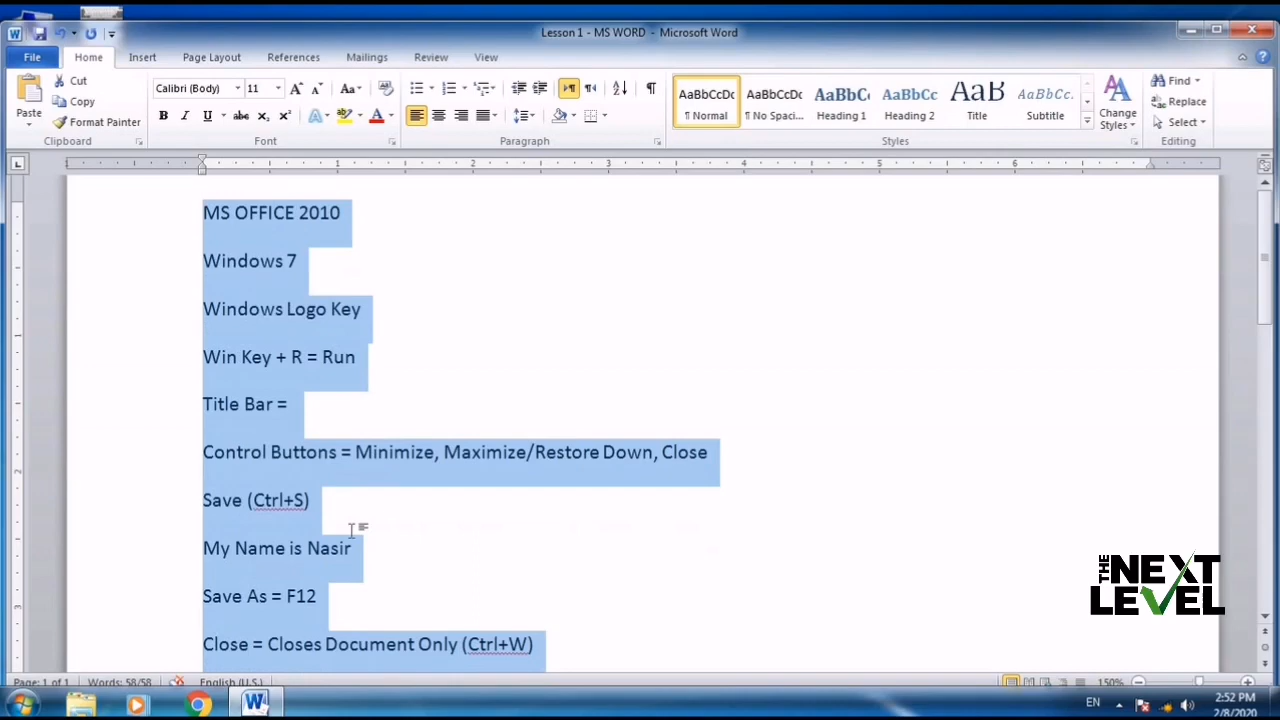 Lesson 1 - MS WORD - Microsoft Word
File Home Insert Page Layout References Mailings Review View
Paste
Cut
Copy
Format Painter
Clipboard
Calibri (Body) 11
Font
Paragraph
AaBbCcDc AaBbCcDc AaBbC AaBbCc AaB AaBbCc.
¶ Normal ¶ No Spaci... Heading 1 Heading 2 Title Subtitle
Change Styles
Styles
Find
Replace
Select
Editing
MS OFFICE 2010
Windows 7
Windows Logo Key
Win Key + R = Run
Title Bar =
Control Buttons = Minimize, Maximize/Restore Down, Close
Save (Ctrl+S)
My Name is Nasir
Save As = F12
Close = Closes Document Only (Ctrl+W)
THE NEXT LEVEL
Page: 1 of 1 Words: 58/58 English (U.S.) 150%
EN 2:52 PM
2/8/2020